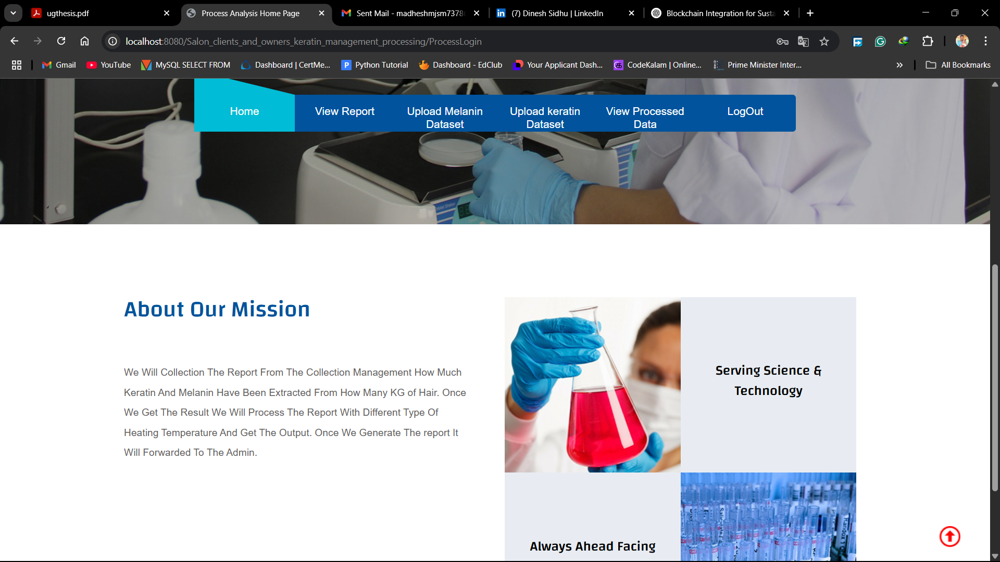 ugthesis.pdf
Process Analysis Home Page
Sent Mail - madheshmjsm7378
(7) Dinesh Sidhu | LinkedIn
Blockchain Integration for Susta
localhost:8080/Salon_clients_and_owners_keratin_management_processing/ProcessLogin
Gmail
YouTube
MySQL SELECT FROM
Dashboard | CertMe...
Python Tutorial
Dashboard - EdClub
Your Applicant Dash...
CodeKalam | Online...
Prime Minister Inter...
All Bookmarks
Home
View Report
Upload Melanin
Dataset
Upload keratin
Dataset
View Processed
Data
LogOut
About Our Mission
We Will Collection The Report From The Collection Management How Much
Keratin And Melanin Have Been Extracted From How Many KG of Hair. Once
We Get The Result We Will Process The Report With Different Type Of
Heating Temperature And Get The Output. Once We Generate The report It
Will Forwarded To The Admin.
Serving Science &
Technology
Always Ahead Facing